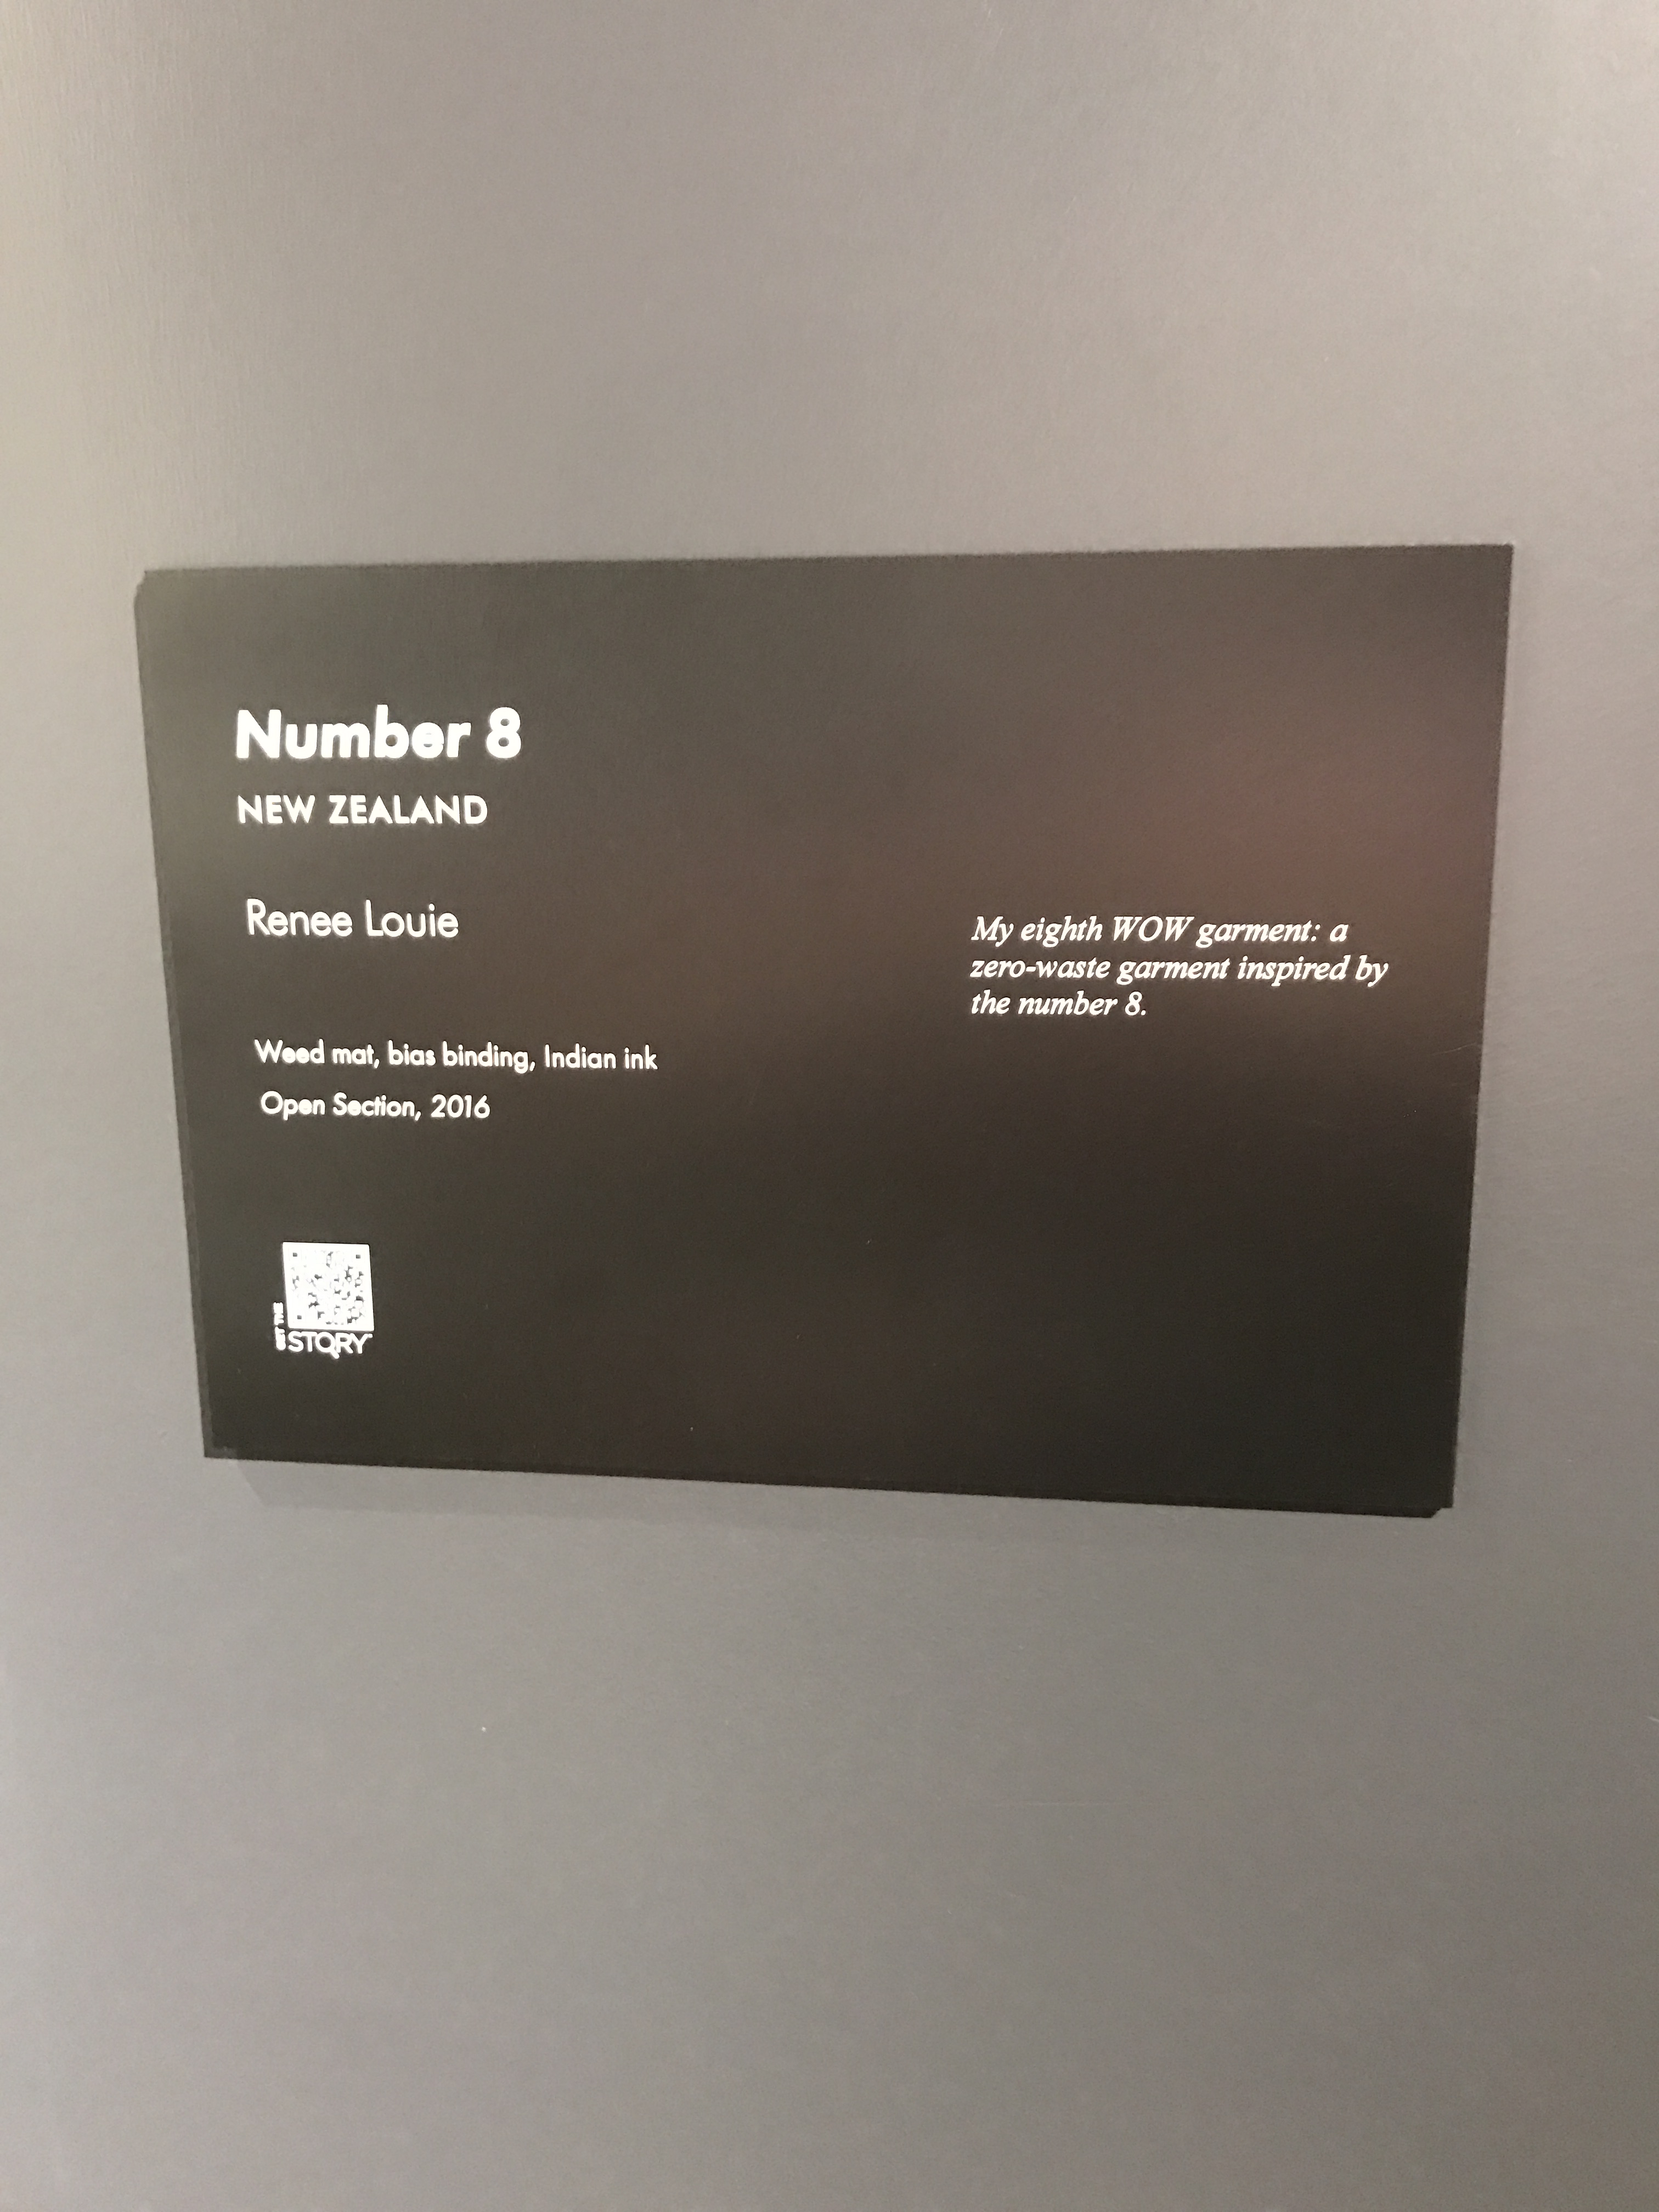 Number 8
NEW ZEALAND
Renee Louie
Weed mat, bias binding, Indian ink
Open Section, 2016
STQRY
My eighth WOW garment: a
zero-waste garment inspired by
the number 8.